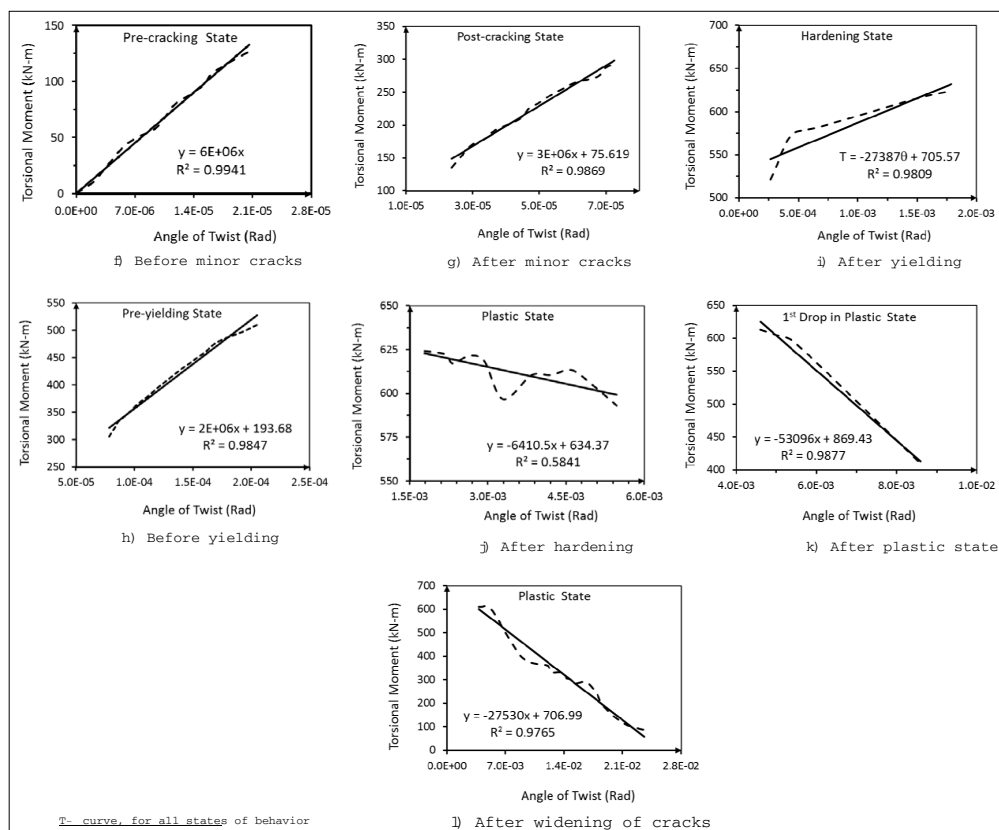 Pre-cracking State
Torsional Moment (kN-m)
150
125
100
75
50
25
0
y = 6E+06x
R² = 0.9941
0.0E+00 7.0E-06 1.4E-05 2.1E-05 2.8E-05
Angle of Twist (Rad)
f) Before minor cracks
Post-cracking State
Torsional Moment (kN-m)
350
300
250
200
150
100
y = 3E+06x + 75.619
R² = 0.9869
1.0E-05 3.0E-05 5.0E-05 7.0E-05
Angle of Twist (Rad)
g) After minor cracks
Hardening State
Torsional Moment (kN-m)
700
675
650
625
600
575
550
525
500
T = -27387θ + 705.57
R² = 0.9809
0.0E+00 5.0E-04 1.0E-03 1.5E-03 2.0E-03
Angle of Twist (Rad)
i) After yielding
Pre-yielding State
Torsional Moment (kN-m)
550
500
450
400
350
300
250
y = 2E+06x + 193.68
R² = 0.9847
5.0E-05 1.0E-04 1.5E-04 2.0E-04 2.5E-04
Angle of Twist (Rad)
h) Before yielding
Plastic State
Torsional Moment (kN-m)
650
625
600
575
550
y = -6410.5x + 634.37
R² = 0.5841
1.5E-03 3.0E-03 4.5E-03 6.0E-03
Angle of Twist (Rad)
j) After hardening
1st Drop in Plastic State
Torsional Moment (kN-m)
650
600
550
500
450
400
y = -53096x + 869.43
R² = 0.9877
4.0E-03 6.0E-03 8.0E-03 1.0E-02
Angle of Twist (Rad)
k) After plastic state
Plastic State
Torsional Moment (kN-m)
700
600
500
400
300
200
100
0
y = -27530x + 706.99
R² = 0.9765
0.0E+00 7.0E-03 1.4E-02 2.1E-02 2.8E-02
Angle of Twist (Rad)
l) After widening of cracks
T- curve, for all states of behavior